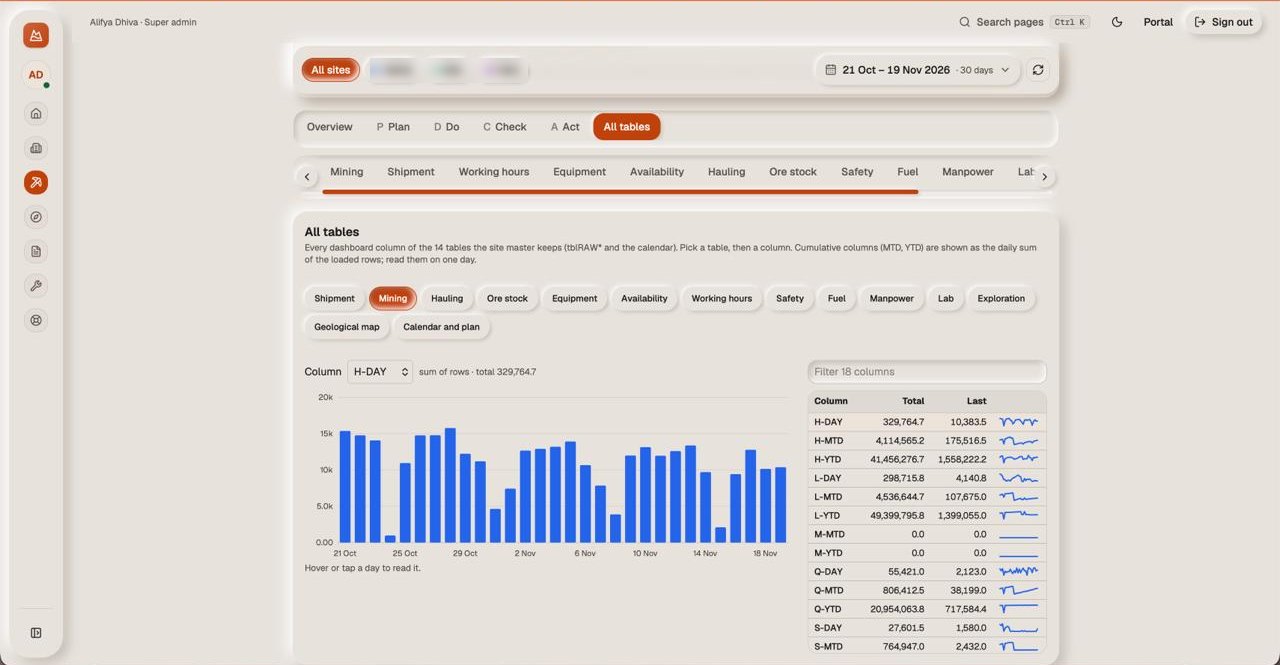 Alifya Dhiva · Super admin
Search pages Ctrl K
Portal
Sign out
AD
All sites
21 Oct – 19 Nov 2026 · 30 days
Overview
P Plan
D Do
C Check
A Act
All tables
Mining
Shipment
Working hours
Equipment
Availability
Hauling
Ore stock
Safety
Fuel
Manpower
All tables
Every dashboard column of the 14 tables the site master keeps (tblRAW* and the calendar). Pick a table, then a column. Cumulative columns (MTD, YTD) are shown as the daily sum
of the loaded rows; read them on one day.
Shipment
Mining
Hauling
Ore stock
Equipment
Availability
Working hours
Safety
Fuel
Manpower
Lab
Exploration
Geological map
Calendar and plan
Column H-DAY sum of rows · total 329,764.7
20k
15k
10k
5.0k
0.00
21 Oct
25 Oct
29 Oct
2 Nov
6 Nov
10 Nov
14 Nov
18 Nov
Hover or tap a day to read it.
Filter 18 columns
Column Total Last
H-DAY 329,764.7 10,383.5
H-MTD 4,114,565.2 175,516.5
H-YTD 41,456,276.7 1,558,222.2
L-DAY 298,715.8 4,140.8
L-MTD 4,536,644.7 107,675.0
L-YTD 49,399,795.8 1,399,055.0
M-MTD 0.0 0.0
M-YTD 0.0 0.0
Q-DAY 55,421.0 2,123.0
Q-MTD 806,412.5 38,199.0
Q-YTD 20,954,063.8 717,584.4
S-DAY 27,601.5 1,580.0
S-MTD 764,947.0 2,432.0